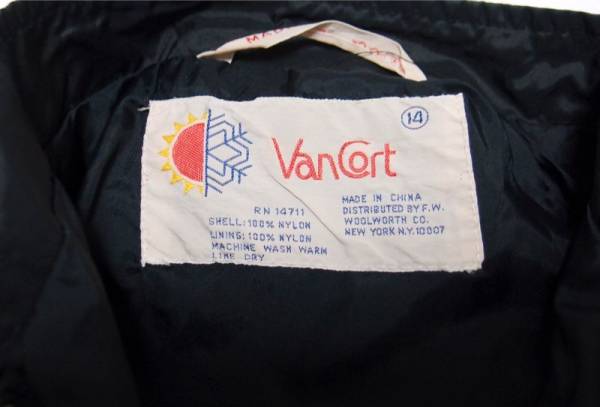 14
VanCort
RN 14711
SHELL: 100% NYLON
LINING: 100% NYLON
MACHINE WASH WARM
LINE DRY
MADE IN CHINA
DISTRIBUTED BY F.W.
WOOLWORTH CO.
NEW YORK N.Y. 10007